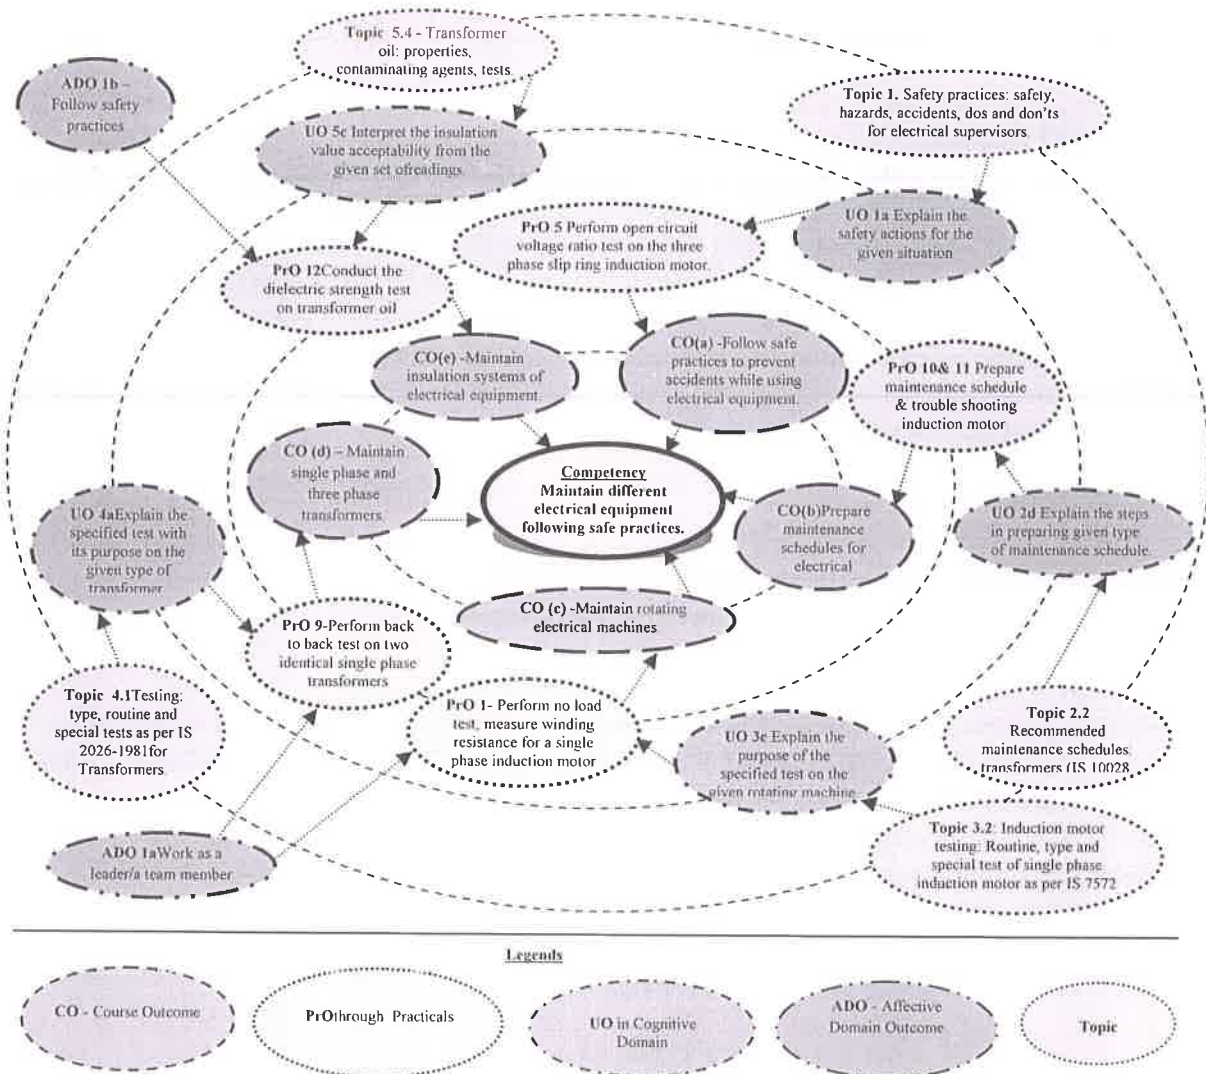 Topic 5.4 - Transformer
oil: properties,
contaminating agents, tests
ADO 1b –
Follow safety
practices
Topic 1. Safety practices: safety,
hazards, accidents, dos and don'ts
for electrical supervisors
UO 5c Interpret the insulation
value acceptability from the
given set ofreadings
UO 1a Explain the
safety actions for the
given situation
PrO 5 Perform open circuit
voltage ratio test on the three
phase slip ring induction motor.
PrO 12Conduct the
dielectric strength test
on transformer oil
CO(e) -Maintain
insulation systems of
electrical equipment.
CO(a) -Follow safe
practices to prevent
accidents while using
electrical equipment.
PrO 10& 11 Prepare
maintenance schedule
& trouble shooting
induction motor
CO (d) – Maintain
single phase and
three phase
transformers
Competency
Maintain different
electrical equipment
following safe practices.
CO(b)Prepare
maintenance
schedules for
electrical
UO 4aExplain the
specified test with
its purpose on the
given type of
transformer
UO 2d Explain the steps
in preparing given type
of maintenance schedule.
CO (c) -Maintain rotating
electrical machines
PrO 9-Perform back
to back test on two
identical single phase
transformers
Topic 4.1Testing:
type, routine and
special tests as per IS
2026-1981for
Transformers
PrO 1- Perform no load
test, measure winding
resistance for a single
phase induction motor
UO 3c Explain the
purpose of the
specified test on the
given rotating machine
Topic 2.2
Recommended
maintenance schedules
transformers (IS 10028
ADO 1aWork as a
leader/a team member
Topic 3.2: Induction motor
testing: Routine, type and
special test of single phase
induction motor as per IS 7572
Legends
CO - Course Outcome
PrOthrough Practicals
UO in Cognitive
Domain
ADO - Affective
Domain Outcome
Topic